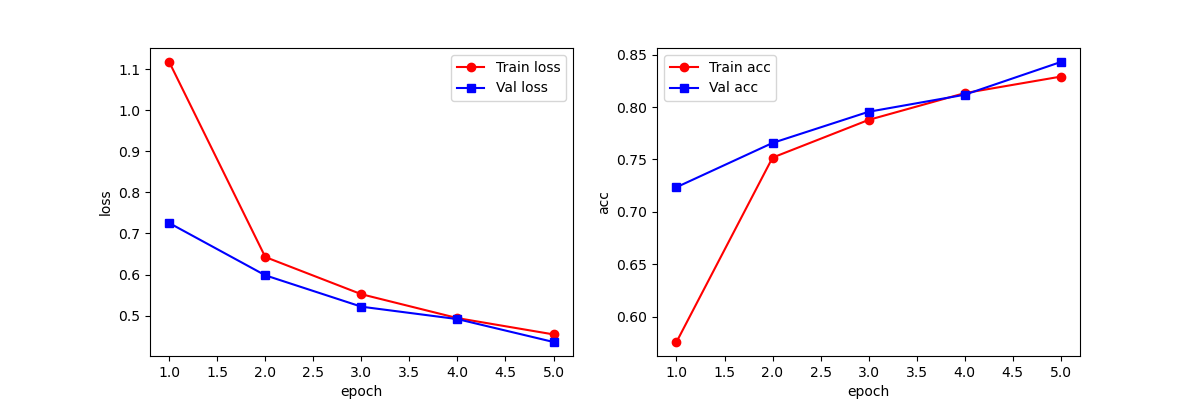 Train loss
Val loss
1.1
1.0
0.9
0.8
0.7
0.6
0.5
loss
1.0 1.5 2.0 2.5 3.0 3.5 4.0 4.5 5.0
epoch
Train acc
Val acc
0.85
0.80
0.75
0.70
0.65
0.60
acc
1.0 1.5 2.0 2.5 3.0 3.5 4.0 4.5 5.0
epoch